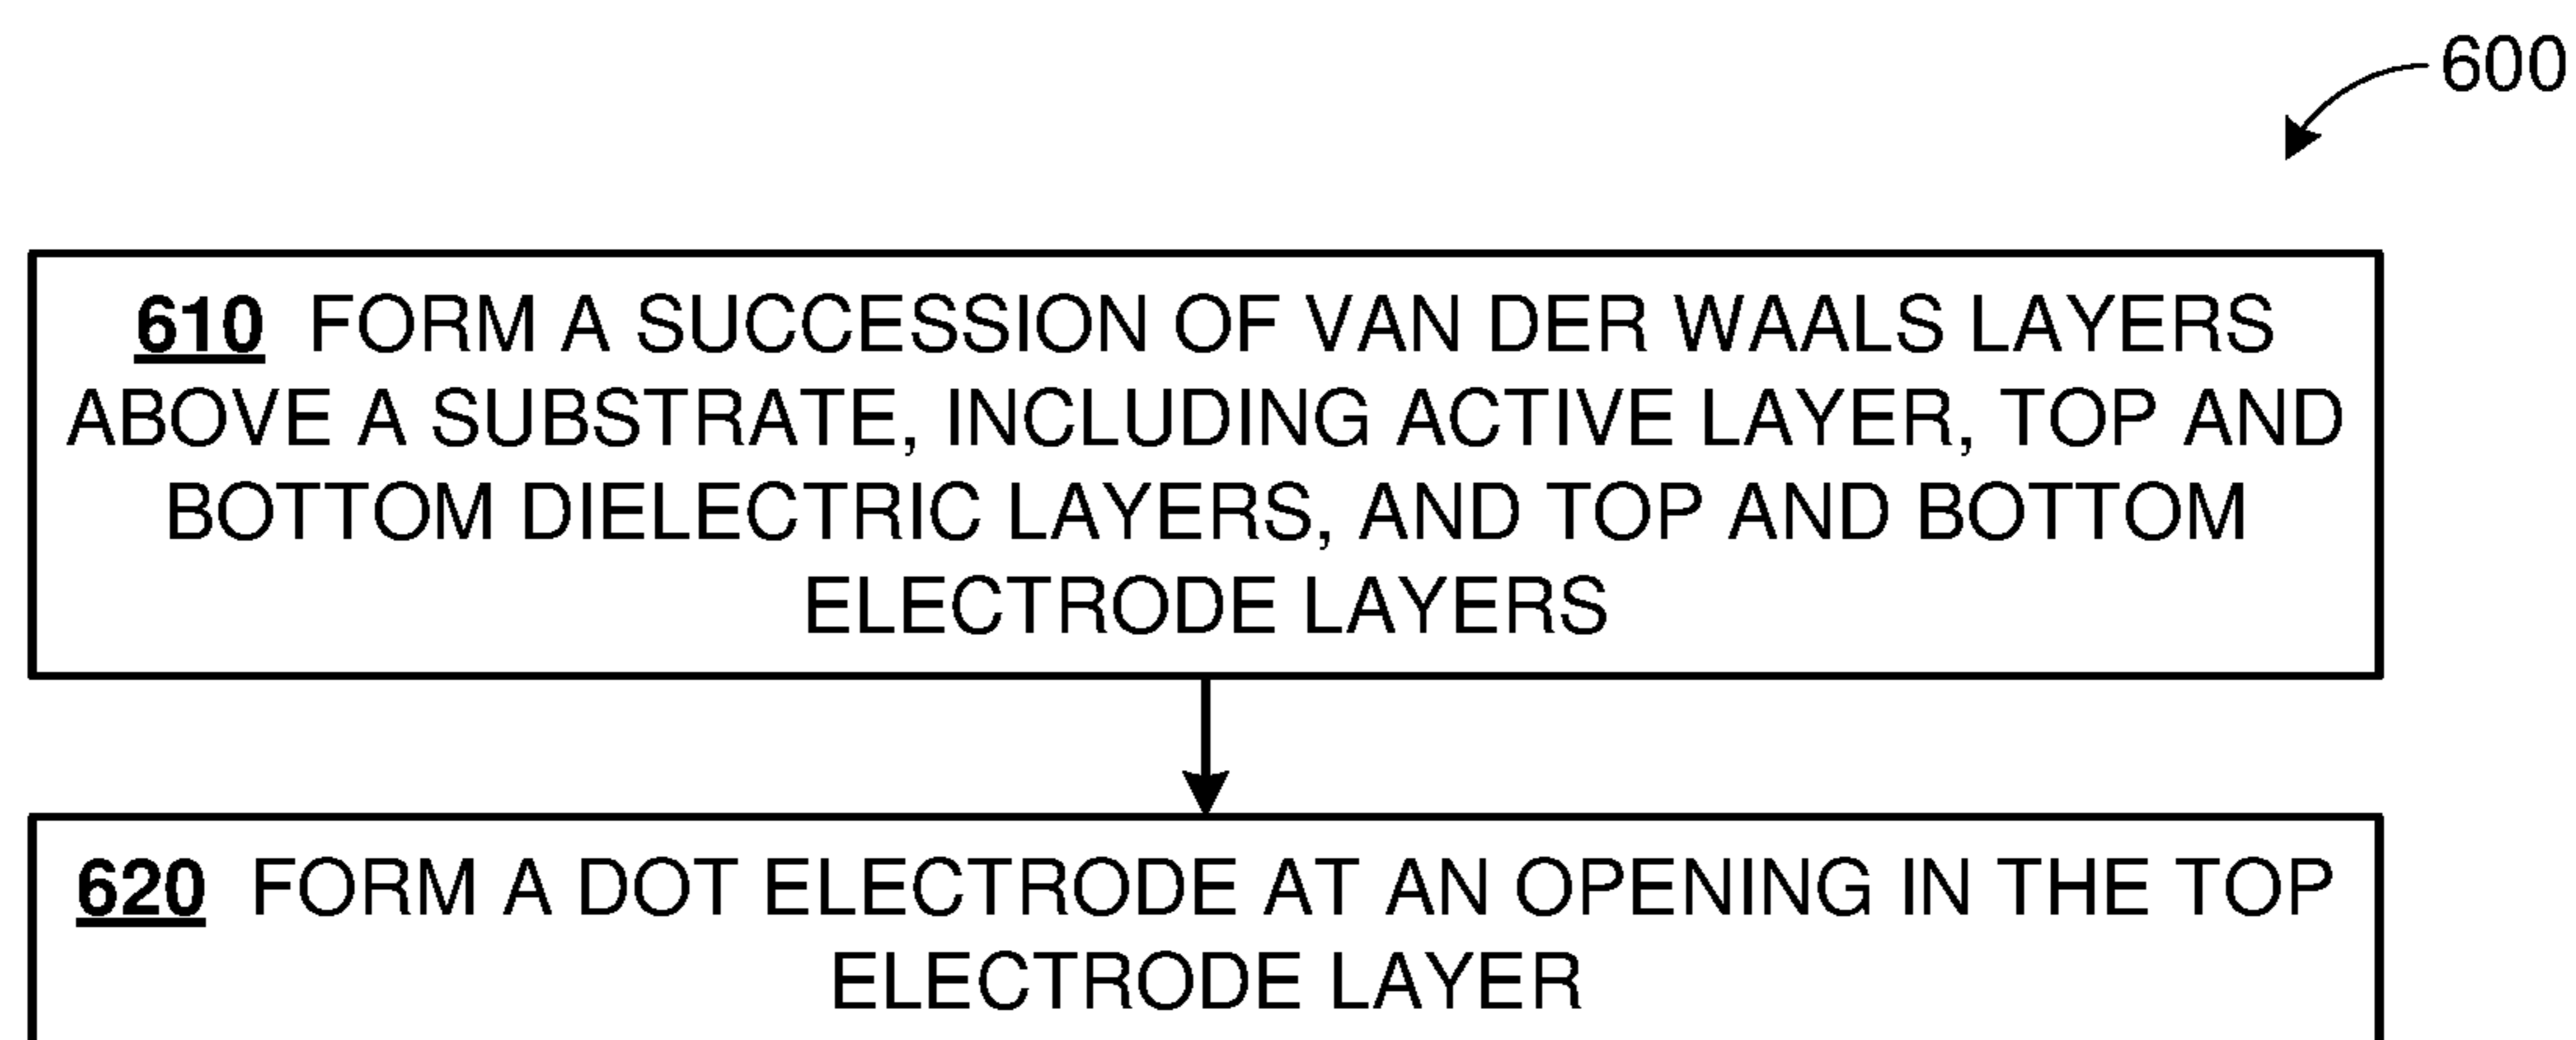 600
610 FORM A SUCCESSION OF VAN DER WAALS LAYERS
ABOVE A SUBSTRATE, INCLUDING ACTIVE LAYER, TOP AND
BOTTOM DIELECTRIC LAYERS, AND TOP AND BOTTOM
ELECTRODE LAYERS
620 FORM A DOT ELECTRODE AT AN OPENING IN THE TOP
ELECTRODE LAYER